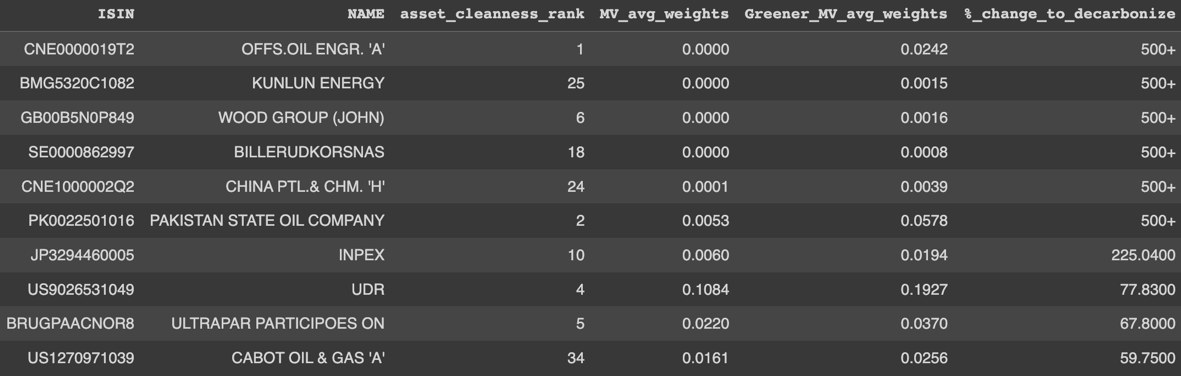 ISIN NAME asset_cleanness_rank MV_avg_weights Greener_MV_avg_weights %_change_to_decarbonize
CNE0000019T2 OFFS.OIL ENGR. 'A' 1 0.0000 0.0242 500+
BMG5320C1082 KUNLUN ENERGY 25 0.0000 0.0015 500+
GB00B5N0P849 WOOD GROUP (JOHN) 6 0.0000 0.0016 500+
SE0000862997 BILLERUDKORSNAS 18 0.0000 0.0008 500+
CNE1000002Q2 CHINA PTL.& CHM. 'H' 24 0.0001 0.0039 500+
PK0022501016 PAKISTAN STATE OIL COMPANY 2 0.0053 0.0578 500+
JP3294460005 INPEX 10 0.0060 0.0194 225.0400
US9026531049 UDR 4 0.1084 0.1927 77.8300
BRUGPAACNOR8 ULTRAPAR PARTICIPOES ON 5 0.0220 0.0370 67.8000
US1270971039 CABOT OIL & GAS 'A' 34 0.0161 0.0256 59.7500